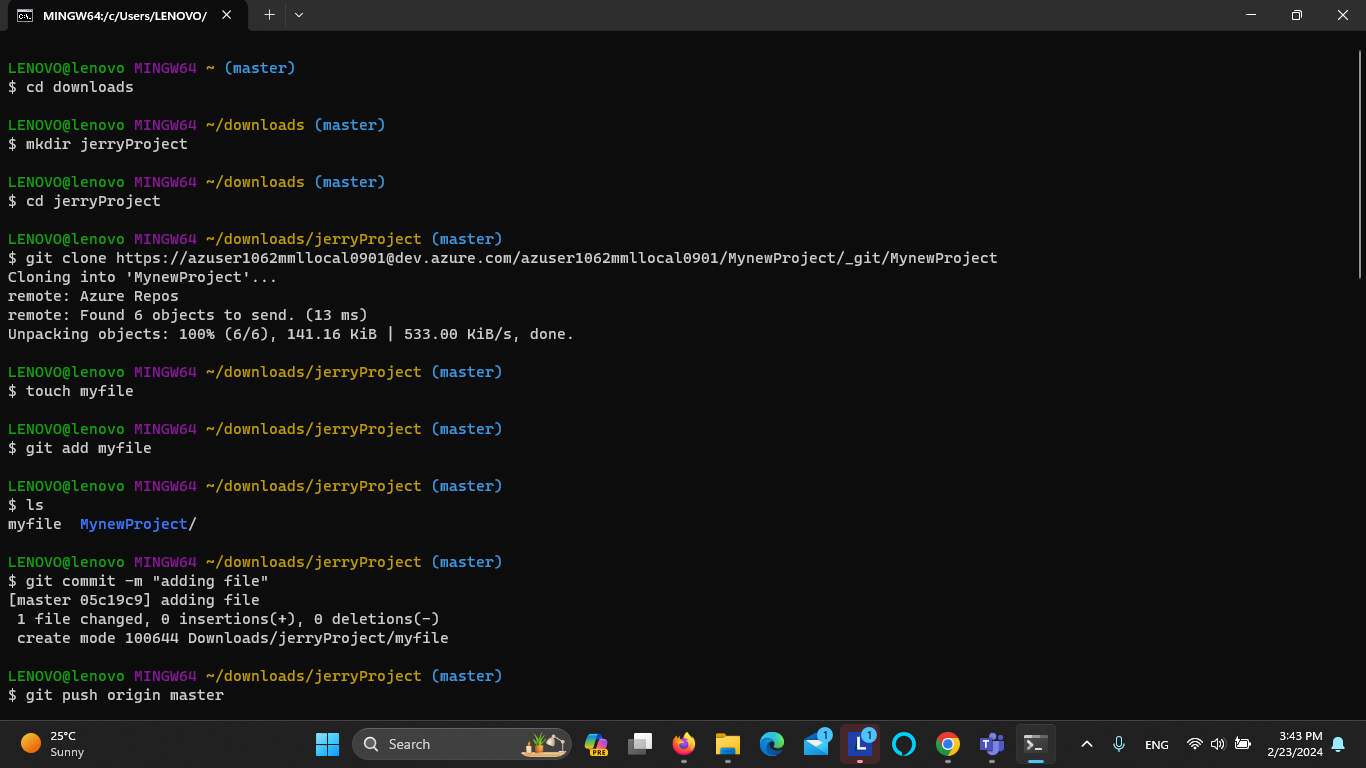 MINGW64:/c/Users/LENOVO/
LENOVO@lenovo MINGW64 ~ (master)
$ cd downloads
LENOVO@lenovo MINGW64 ~/downloads (master)
$ mkdir jerryProject
LENOVO@lenovo MINGW64 ~/downloads (master)
$ cd jerryProject
LENOVO@lenovo MINGW64 ~/downloads/jerryProject (master)
$ git clone https://azuser1062mmllocal0901@dev.azure.com/azuser1062mmllocal0901/MynewProject/_git/MynewProject
Cloning into 'MynewProject'...
remote: Azure Repos
remote: Found 6 objects to send. (13 ms)
Unpacking objects: 100% (6/6), 141.16 KiB | 533.00 KiB/s, done.
LENOVO@lenovo MINGW64 ~/downloads/jerryProject (master)
$ touch myfile
LENOVO@lenovo MINGW64 ~/downloads/jerryProject (master)
$ git add myfile
LENOVO@lenovo MINGW64 ~/downloads/jerryProject (master)
$ ls
myfile  MynewProject/
LENOVO@lenovo MINGW64 ~/downloads/jerryProject (master)
$ git commit -m "adding file"
[master 05c19c9] adding file
 1 file changed, 0 insertions(+), 0 deletions(-)
 create mode 100644 Downloads/jerryProject/myfile
LENOVO@lenovo MINGW64 ~/downloads/jerryProject (master)
$ git push origin master
25°C
Sunny
Search
PRE
1
L
1
T
ENG
3:43 PM
2/23/2024